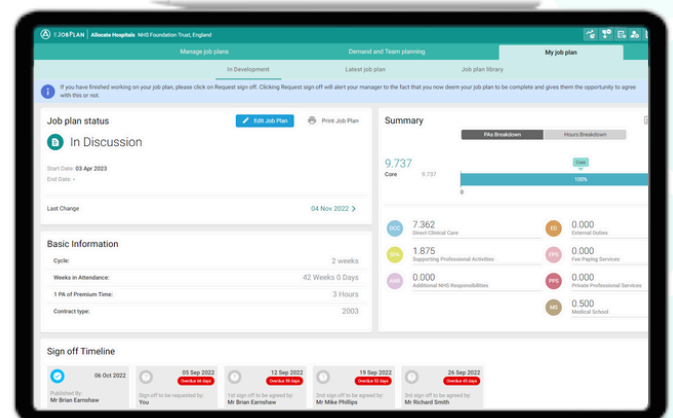 EJOBPLAN Allocate Hospitals NHS Foundation Trust, England
Manage job plans Demand and Team planning My job plan
In Development Latest job plan Job plan library
If you have finished working on your job plan, please click on Request sign off. Clicking Request sign off will alert your manager to the fact that you now deem your job plan to be complete and gives them the opportunity to agree
with this or not.
Job plan status
Edit Job Plan
Print Job Plan
In Discussion
Start Date: 03 Apr 2023
End Date: -
Last Change 04 Nov 2022
Summary
PAs Breakdown Hours Breakdown
9.737
Core 9.737
Core
100%
0
DCC 7.362
Direct Clinical Care
ED 0.000
External Duties
SPA 1.875
Supporting Professional Activities
FPS 0.000
Fee Paying Services
ANR 0.000
Additional NHS Responsibilities
PPS 0.000
Private Professional Services
MS 0.500
Medical School
Basic Information
Cycle: 2 weeks
Weeks in Attendance: 42 Weeks 0 Days
1 PA of Premium Time: 3 Hours
Contract type: 2003
Sign off Timeline
06 Oct 2022
Published By:
Mr Brian Earnshaw
05 Sep 2022
Sign off to be requested by:
You
12 Sep 2022
1st sign off to be agreed by:
Mr Brian Earnshaw
19 Sep 2022
2nd sign off to be agreed by:
Mr Mike Phillips
26 Sep 2022
3rd sign off to be agreed by:
Mr Richard Smith